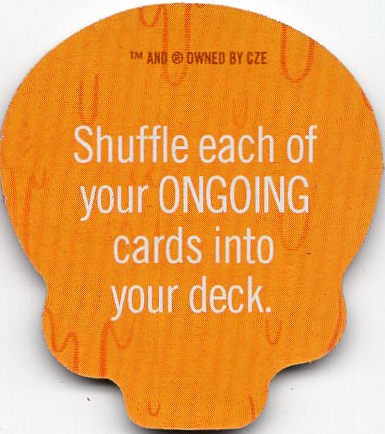 ™ AND ® OWNED BY CZE
Shuffle each of
your ONGOING
cards into
your deck.